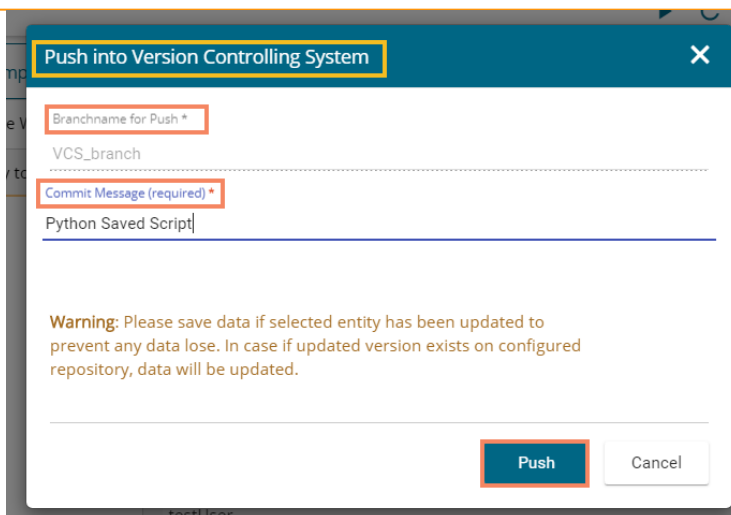 Push into Version Controlling System
Branchname for Push *
VCS_branch
Commit Message (required) *
Python Saved Script
Warning: Please save data if selected entity has been updated to
prevent any data lose. In case if updated version exists on configured
repository, data will be updated.
Push
Cancel